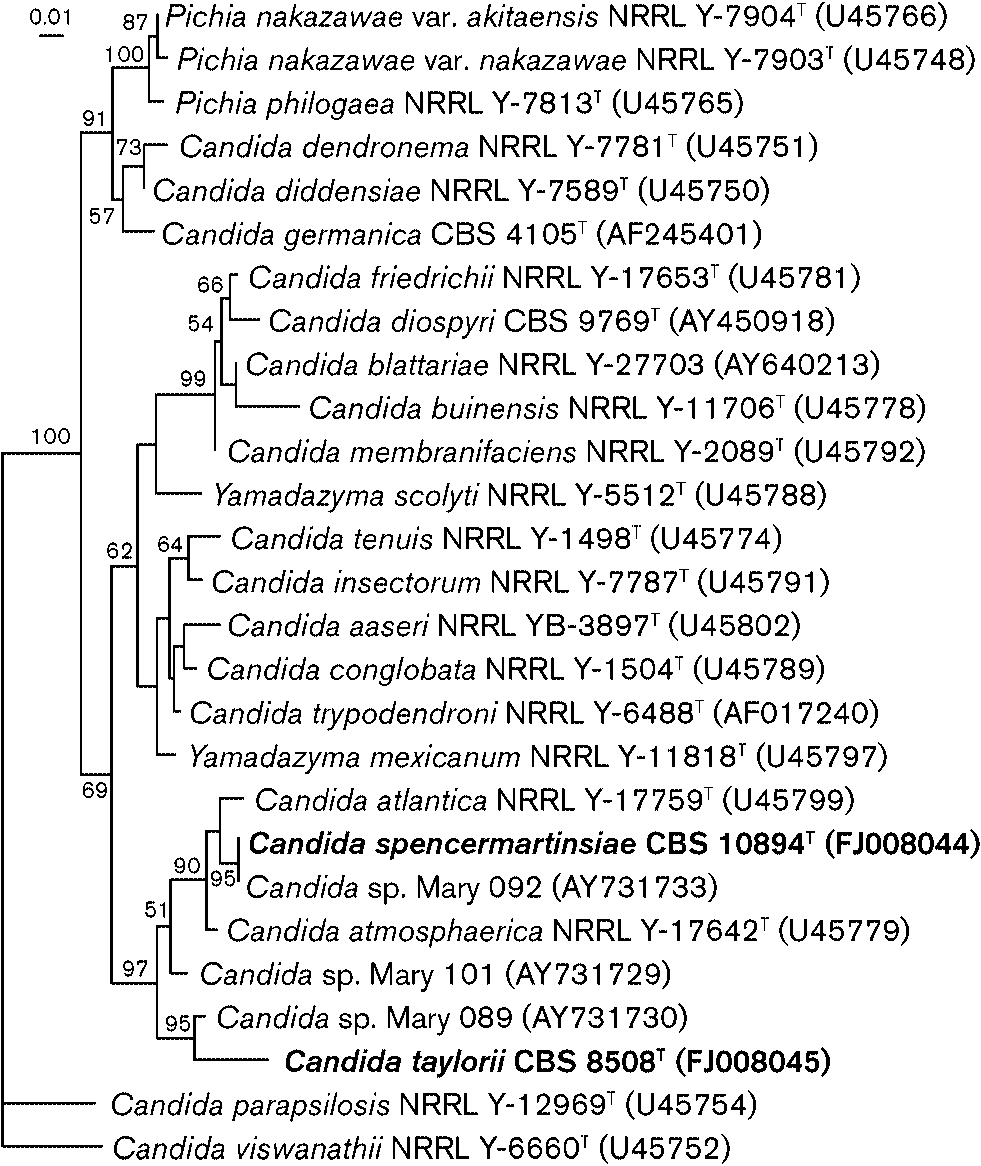 0.01
87
Pichia nakazawae var. akitaensis NRRL Y-7904T (U45766)
100
Pichia nakazawae var. nakazawae NRRL Y-7903T (U45748)
Pichia philogaea NRRL Y-7813T (U45765)
91
73
Candida dendronema NRRL Y-7781T (U45751)
Candida diddensiae NRRL Y-7589T (U45750)
57
Candida germanica CBS 4105T (AF245401)
66
Candida friedrichii NRRL Y-17653T (U45781)
54
Candida diospyri CBS 9769T (AY450918)
Candida blattariae NRRL Y-27703 (AY640213)
99
Candida buinensis NRRL Y-11706T (U45778)
100
Candida membranifaciens NRRL Y-2089T (U45792)
Yamadazyma scolyti NRRL Y-5512T (U45788)
62
64
Candida tenuis NRRL Y-1498T (U45774)
Candida insectorum NRRL Y-7787T (U45791)
Candida aaseri NRRL YB-3897T (U45802)
Candida conglobata NRRL Y-1504T (U45789)
Candida trypodendroni NRRL Y-6488T (AF017240)
Yamadazyma mexicanum NRRL Y-11818T (U45797)
69
Candida atlantica NRRL Y-17759T (U45799)
Candida spencermartinsiae CBS 10894T (FJ008044)
90
95
Candida sp. Mary 092 (AY731733)
51
Candida atmosphaerica NRRL Y-17642T (U45779)
97
Candida sp. Mary 101 (AY731729)
95
Candida sp. Mary 089 (AY731730)
Candida taylorii CBS 8508T (FJ008045)
Candida parapsilosis NRRL Y-12969T (U45754)
Candida viswanathii NRRL Y-6660T (U45752)